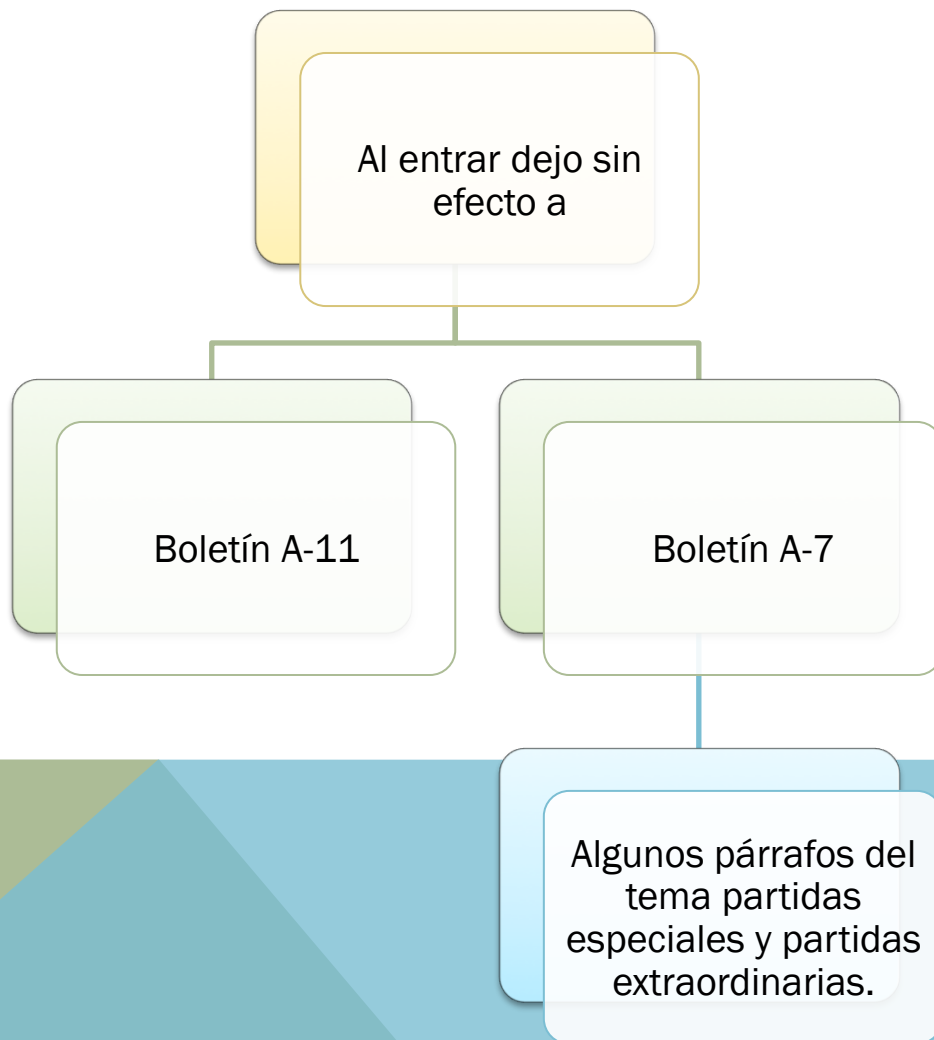 Al entrar dejo sin
efecto a
Boletín A-11
Boletín A-7
Algunos párrafos del
tema partidas
especiales y partidas
extraordinarias.